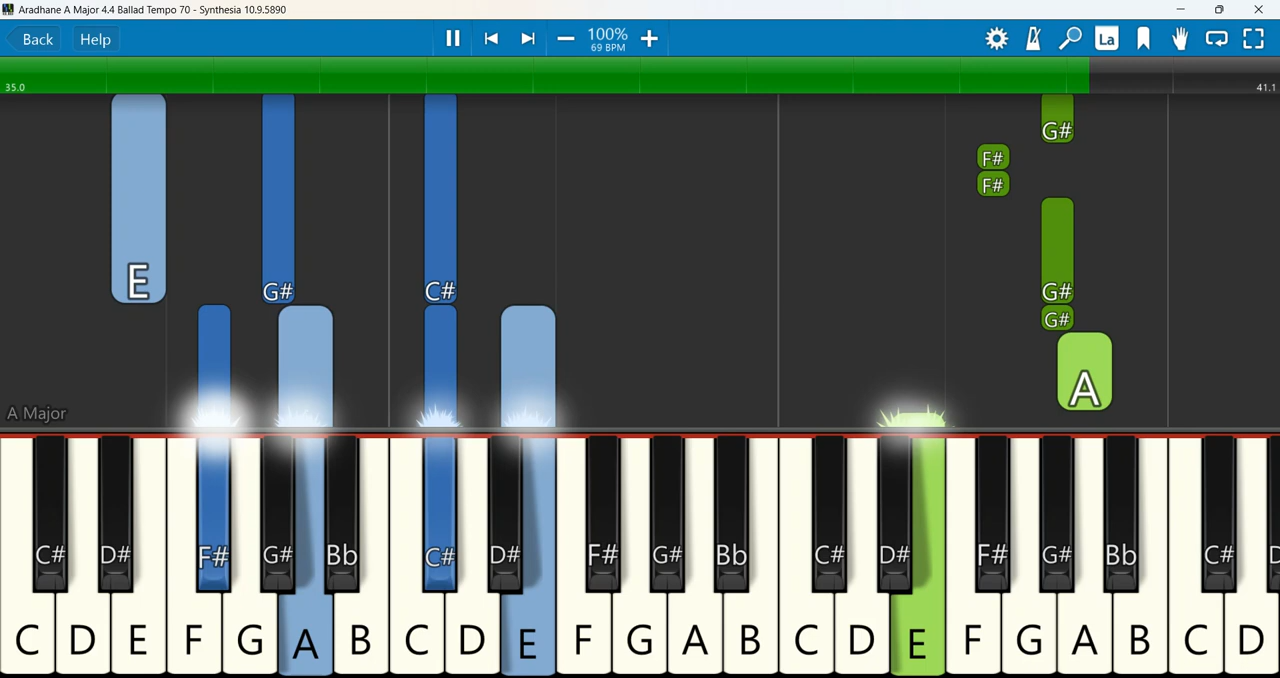 Aradhane A Major 4.4 Ballad Tempo 70 - Synthesia 10.9.5890
Back Help 100% La
69 BPM
35.0 41.1
G#
F#
F#
E G# C# G#
G#
A
A Major
C# D# F# G# Bb C# D# F# G# Bb C# D# F# G# Bb C# D
C D E F G A B C D E F G A B C D E F G A B C D